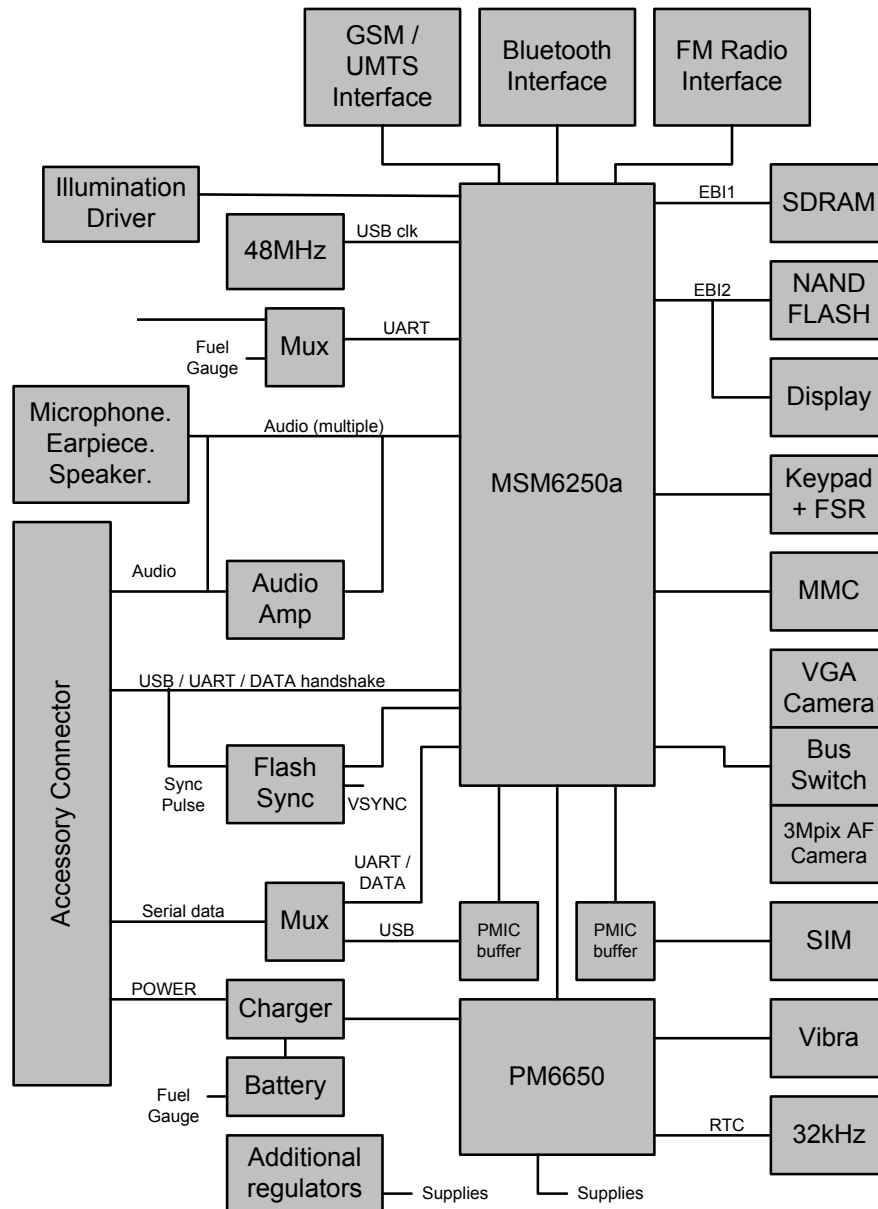 GSM /
UMTS
Interface
Bluetooth
Interface
FM Radio
Interface
Illumination
Driver
EBI1
SDRAM
48MHz
USB clk
EBI2
NAND
FLASH
Mux
UART
Fuel
Gauge
Display
Microphone.
Earpiece.
Speaker.
Audio (multiple)
MSM6250a
Keypad
+ FSR
Audio
Audio
Amp
MMC
Accessory Connector
USB / UART / DATA handshake
VGA
Camera
Bus
Switch
3Mpix AF
Camera
Sync
Pulse
Flash
Sync
VSYNC
UART /
DATA
Serial data
Mux
USB
PMIC
buffer
PMIC
buffer
SIM
POWER
Charger
PM6650
Vibra
Fuel
Gauge
Battery
RTC
32kHz
Additional
regulators
Supplies
Supplies